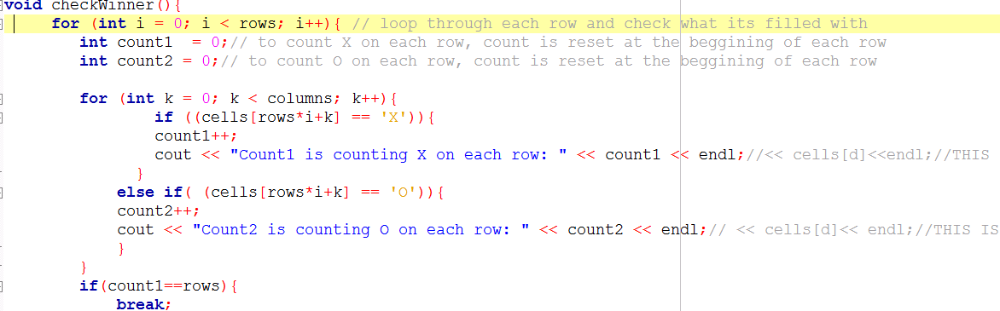 void checkWinner(){
for (int i = 0; i < rows; i++){ // loop through each row and check what its filled with
int count1  = 0;// to count X on each row, count is reset at the beggining of each row
int count2 = 0;// to count O on each row, count is reset at the beggining of each row
for (int k = 0; k < columns; k++){
if ((cells[rows*i+k] == 'X')){
count1++;
cout << "Count1 is counting X on each row: " << count1 << endl;//<< cells[d]<<endl;//THIS
}
else if( (cells[rows*i+k] == 'O')){
count2++;
cout << "Count2 is counting O on each row: " << count2 << endl;// << cells[d]<< endl;//THIS IS
}
}
if(count1==rows){
break;